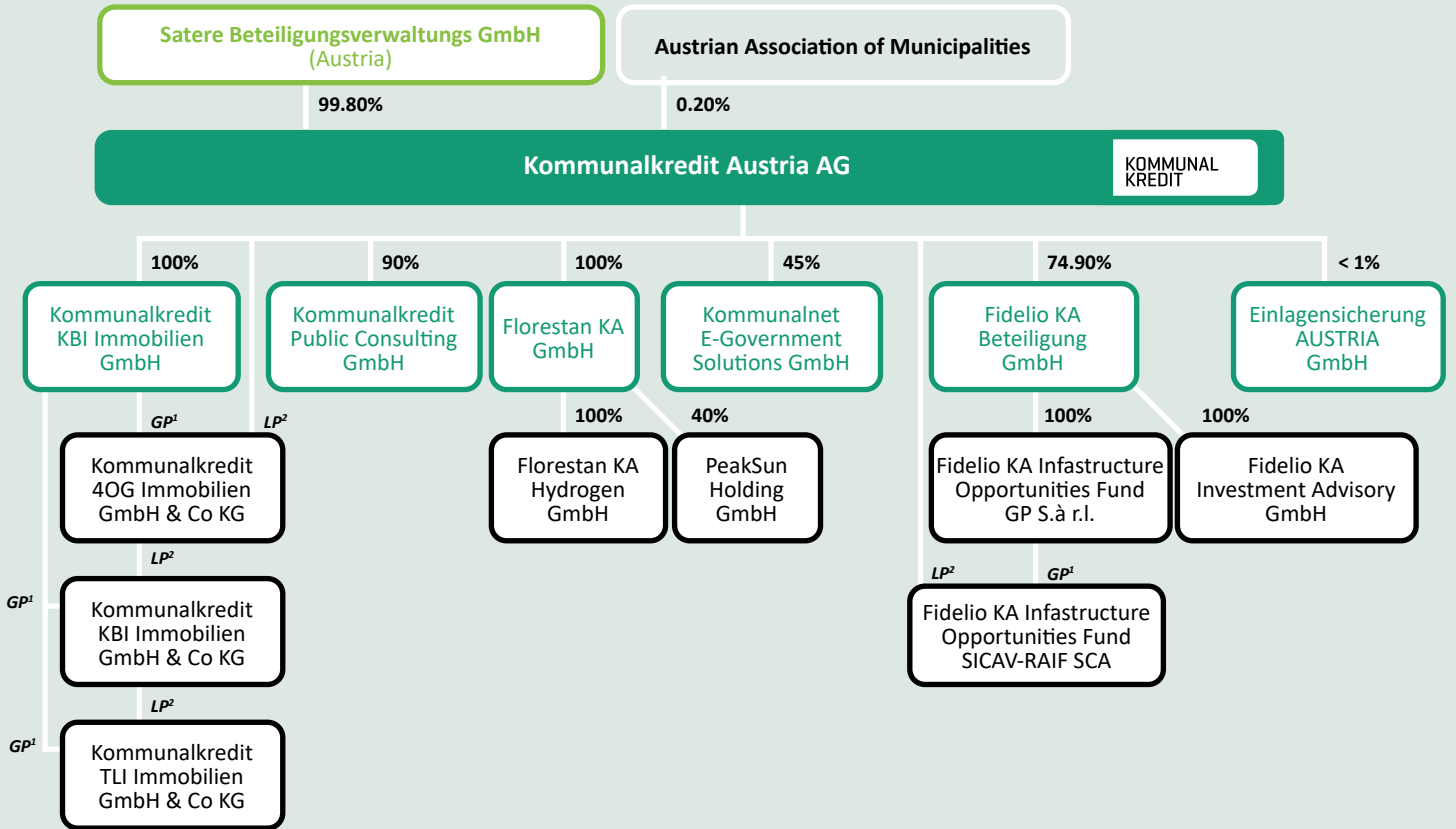 Satere Beteiligungsverwaltungs GmbH
(Austria)
Austrian Association of Municipalities
99.80%
0.20%
Kommunalkredit Austria AG
KOMMUNAL
KREDIT
100%
90%
100%
45%
74.90%
< 1%
Kommunalkredit
KBI Immobilien
GmbH
Kommunalkredit
Public Consulting
GmbH
Florestan KA
GmbH
Kommunalnet
E-Government
Solutions GmbH
Fidelio KA
Beteiligung
GmbH
Einlagensicherung
AUSTRIA
GmbH
GP¹
LP²
100%
40%
100%
100%
Kommunalkredit
4OG Immobilien
GmbH & Co KG
Florestan KA
Hydrogen
GmbH
PeakSun
Holding
GmbH
Fidelio KA Infastructure
Opportunities Fund
GP S.à r.l.
Fidelio KA
Investment Advisory
GmbH
LP²
LP²
GP¹
GP¹
Kommunalkredit
KBI Immobilien
GmbH & Co KG
Fidelio KA Infastructure
Opportunities Fund
SICAV-RAIF SCA
LP²
GP¹
Kommunalkredit
TLI Immobilien
GmbH & Co KG